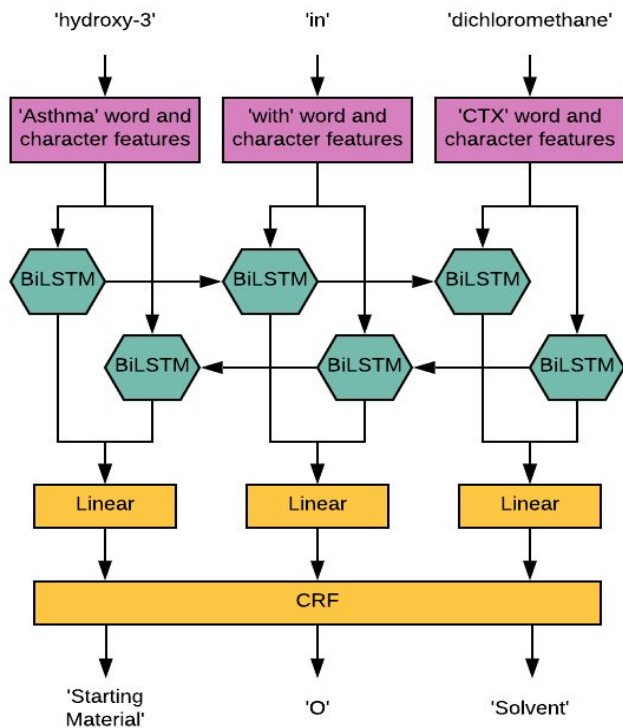 'hydroxy-3' 'in' 'dichloromethane'
'Asthma' word and 'with' word and 'CTX' word and
character features character features character features
BiLSTM BiLSTM BiLSTM
BiLSTM BiLSTM BiLSTM
Linear Linear Linear
CRF
'Starting
Material' 'O' 'Solvent'